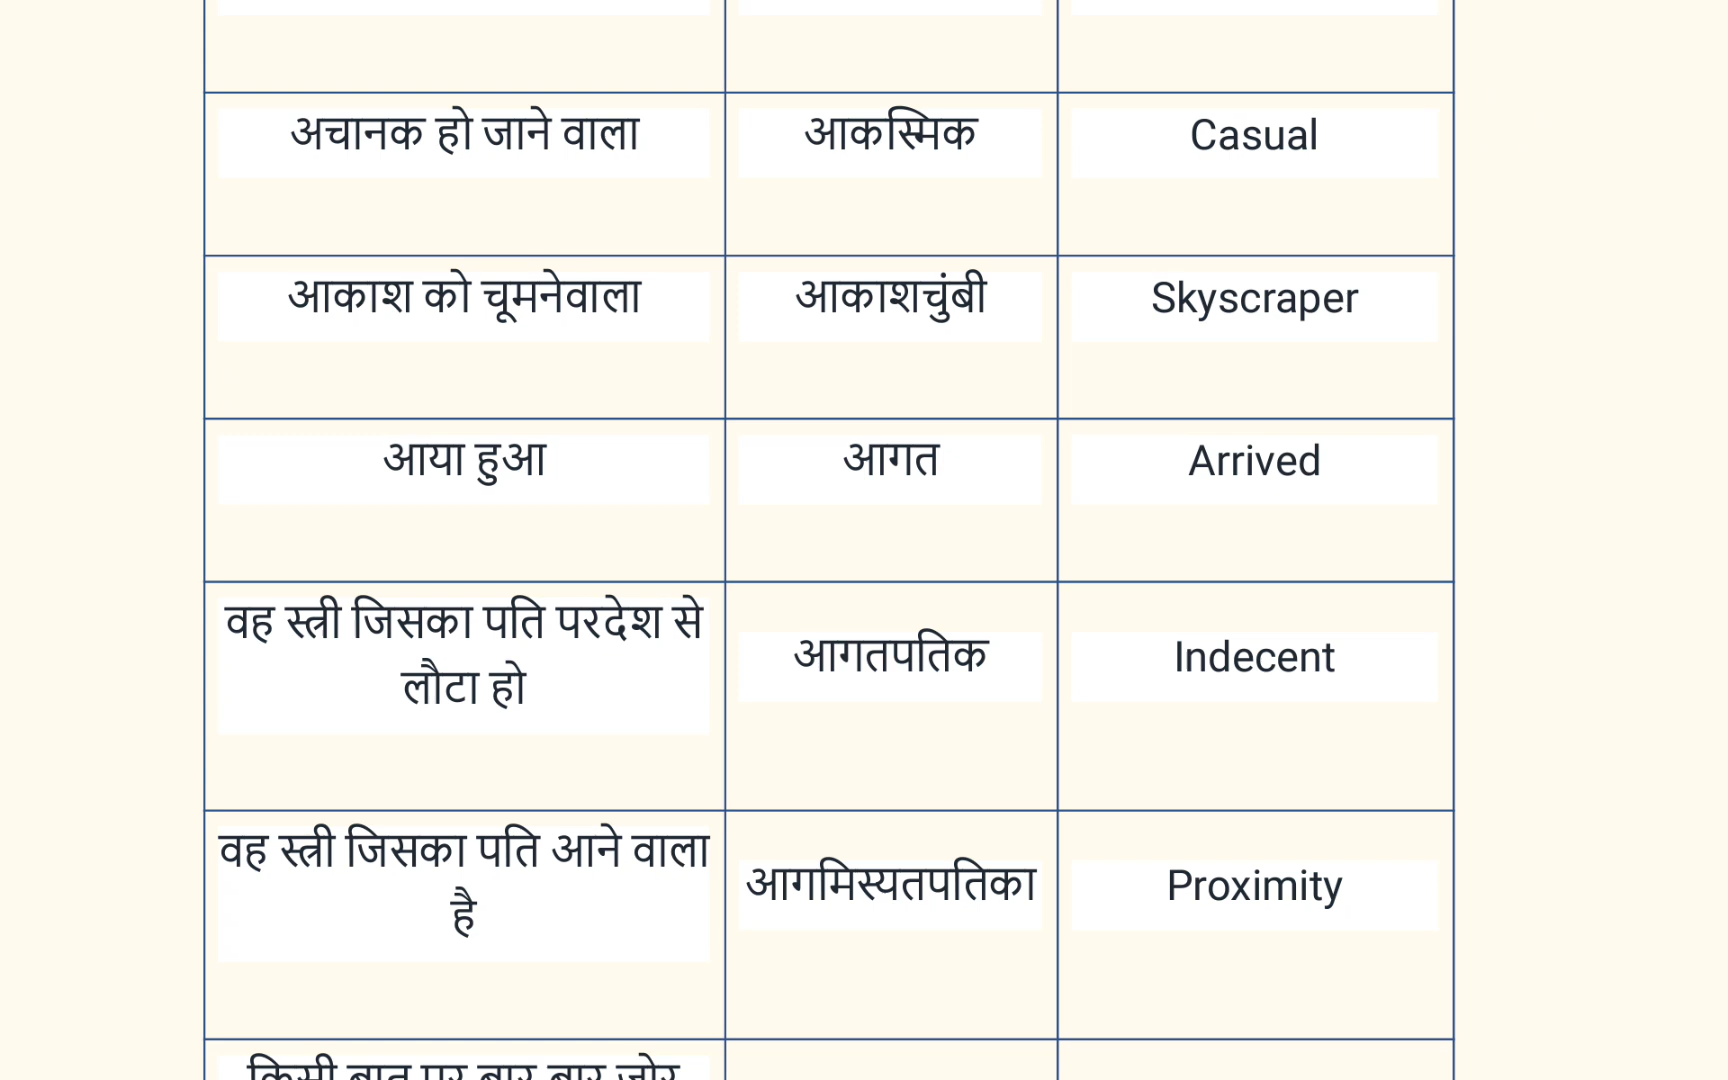 अचानक हो जाने वाला
आकस्मिक
Casual
आकाश को चूमनेवाला
आकाशचुंबी
Skyscraper
आया हुआ
आगत
Arrived
वह स्त्री जिसका पति परदेश से
लौटा हो
आगतपतिक
Indecent
वह स्त्री जिसका पति आने वाला
है
आगमिस्यतपतिका
Proximity
किसी बात पर बार बार जोर